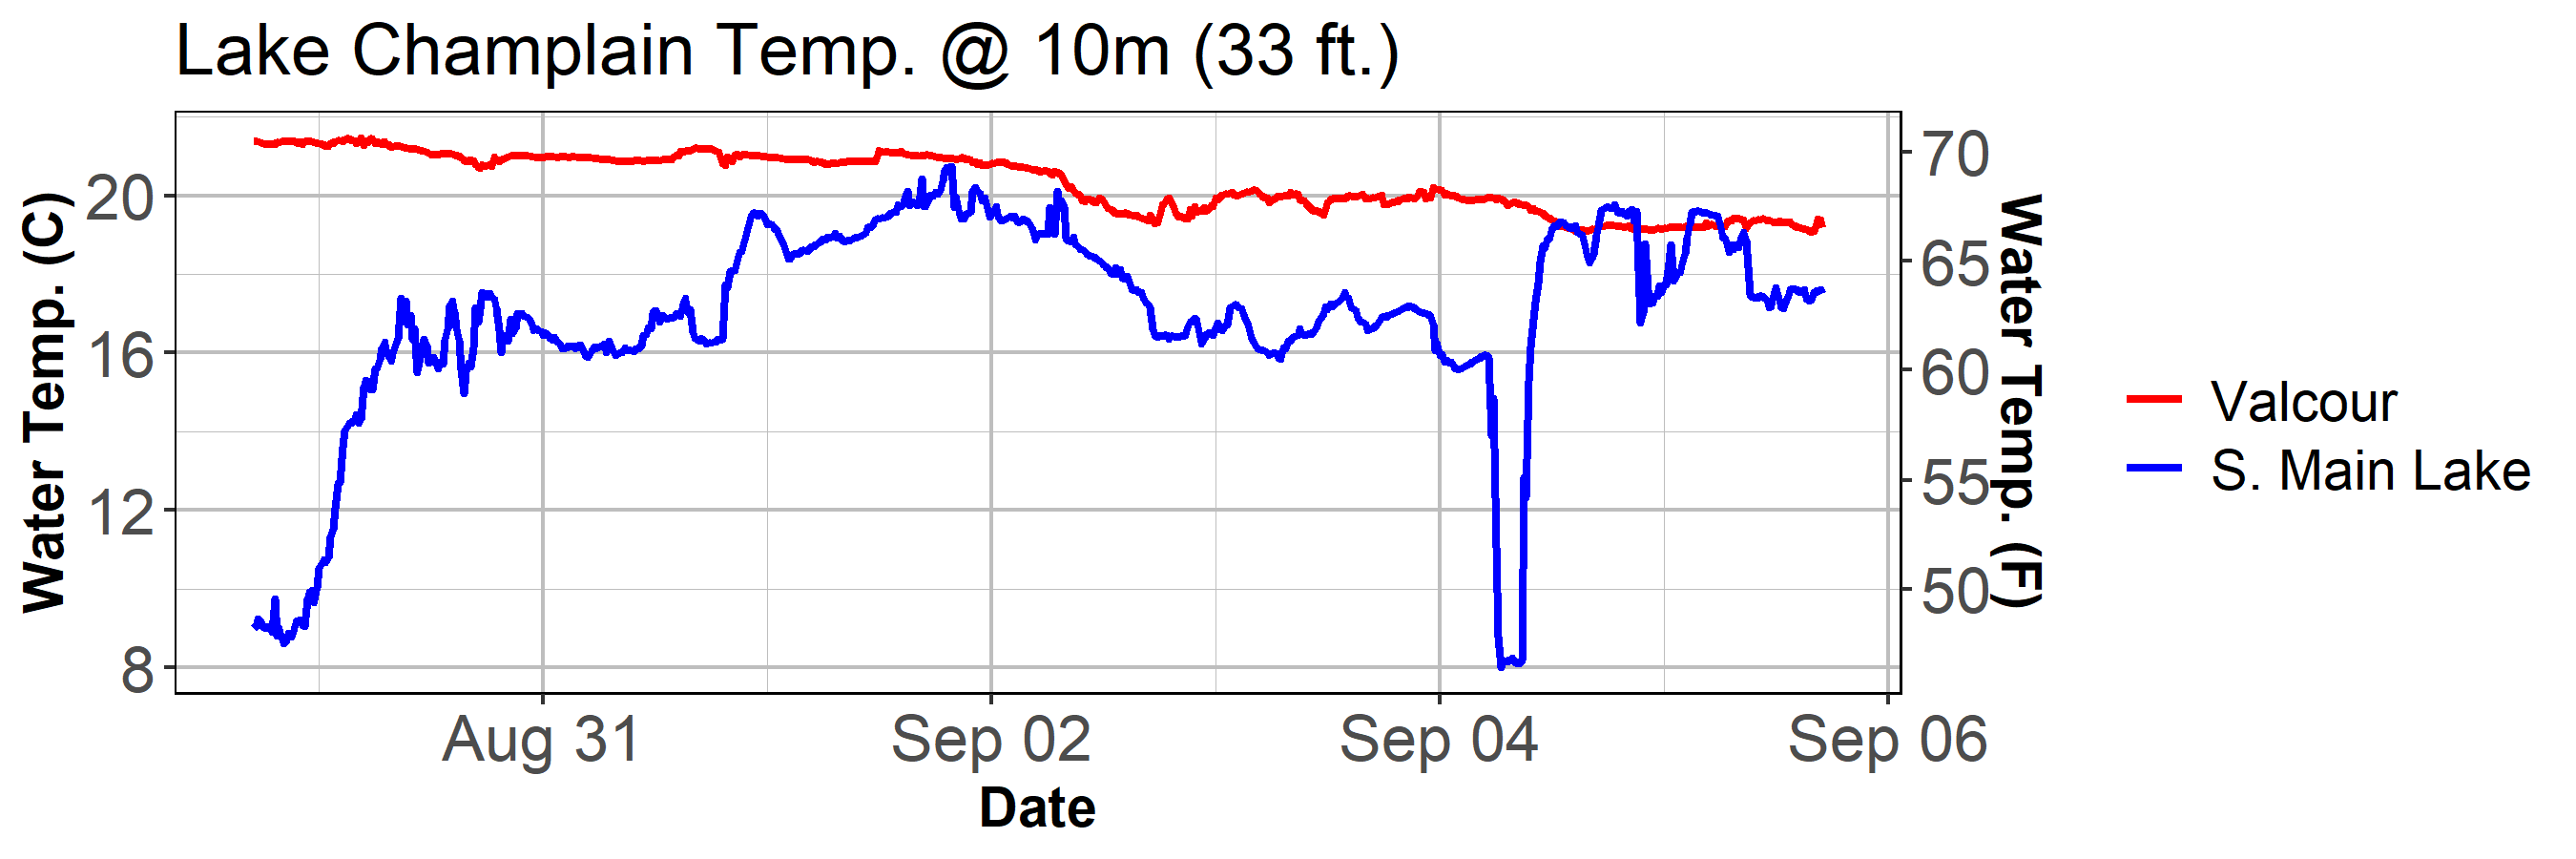 Lake Champlain Temp. @ 10m (33 ft.)
Water Temp. (C)
20
16
12
8
70
65
60
55
50
Water Temp. (F)
Aug 31
Sep 02
Sep 04
Sep 06
Date
Valcour
S. Main Lake